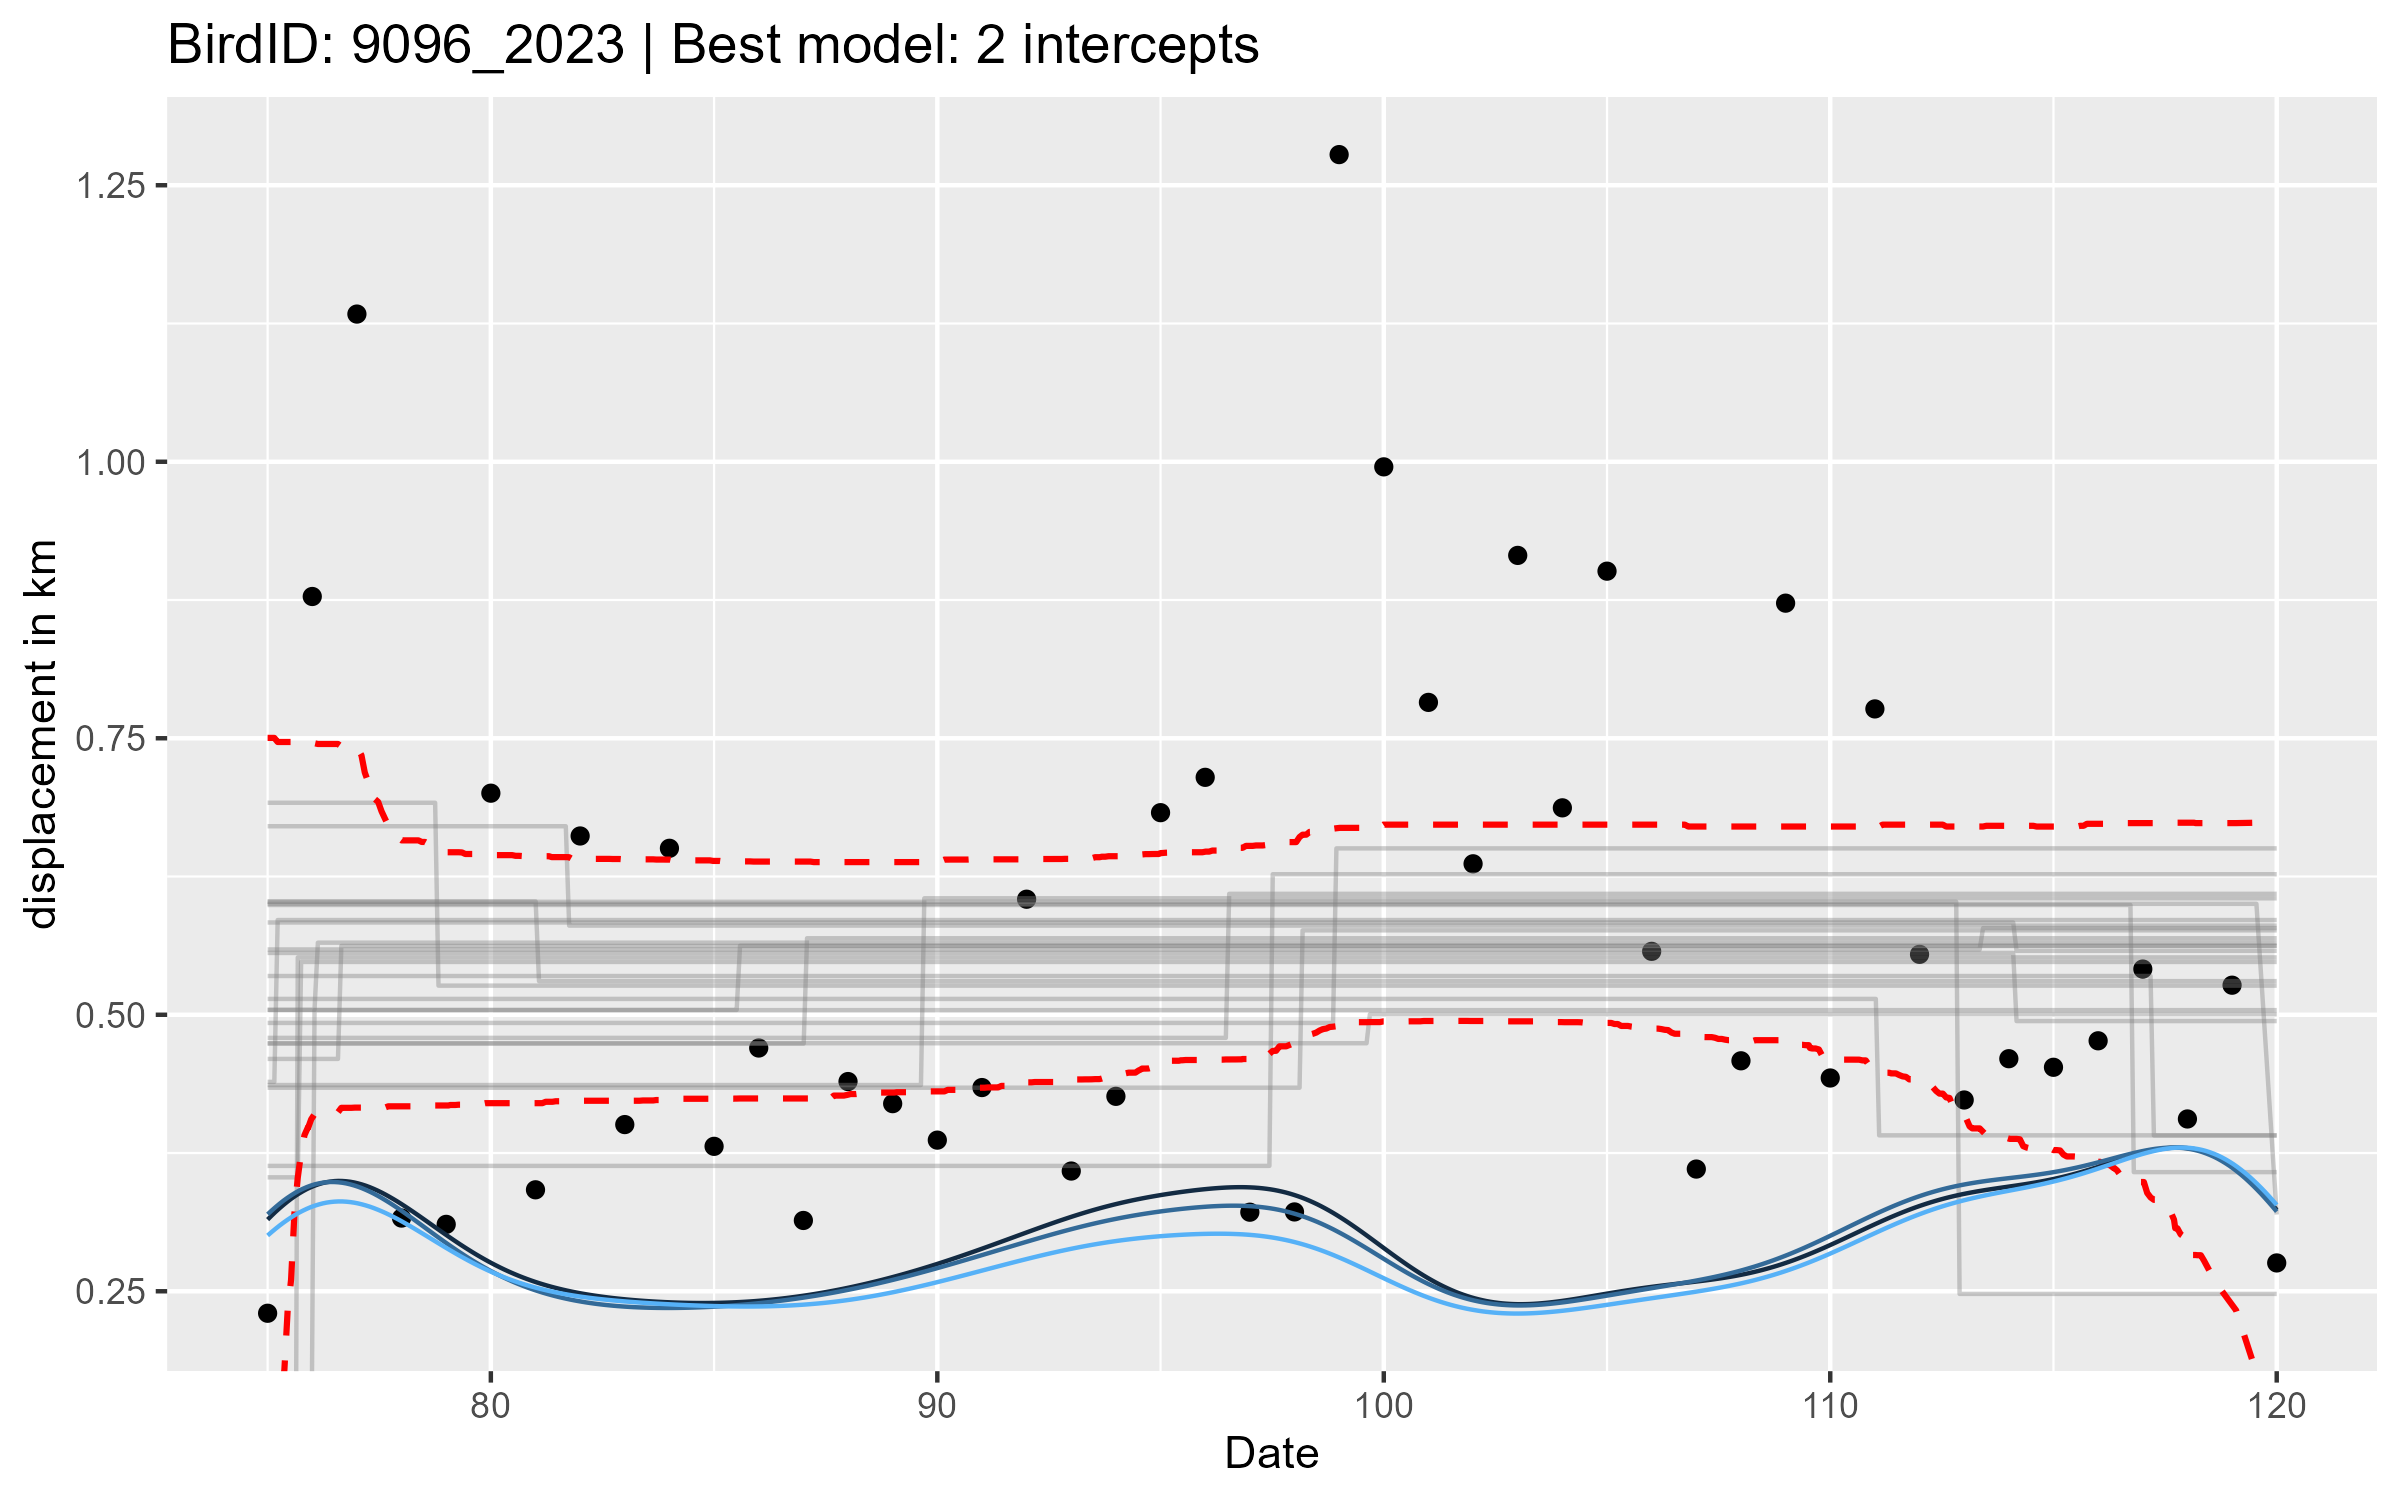 BirdID: 9096_2023 | Best model: 2 intercepts
displacement in km
1.25
1.00
0.75
0.50
0.25
80 90 100 110 120
Date